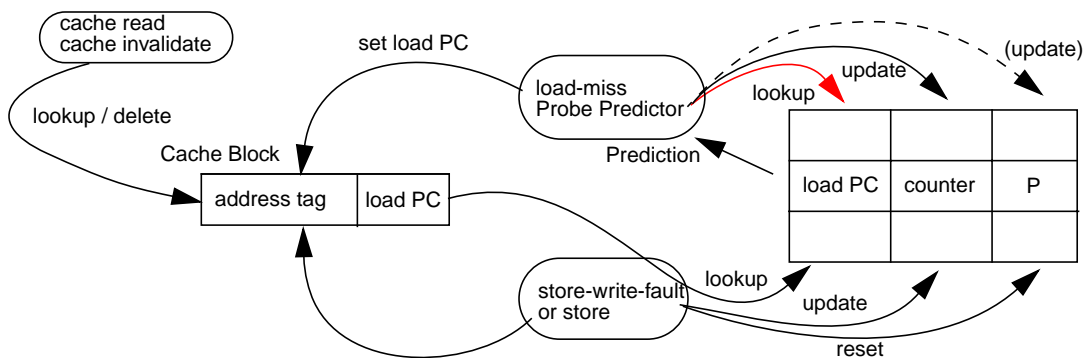 cache read
cache invalidate
set load PC
(update)
load-miss
Probe Predictor
update
lookup
lookup / delete
Cache Block
Prediction
address tag
load PC
load PC
counter
P
lookup
store-write-fault
or store
update
reset